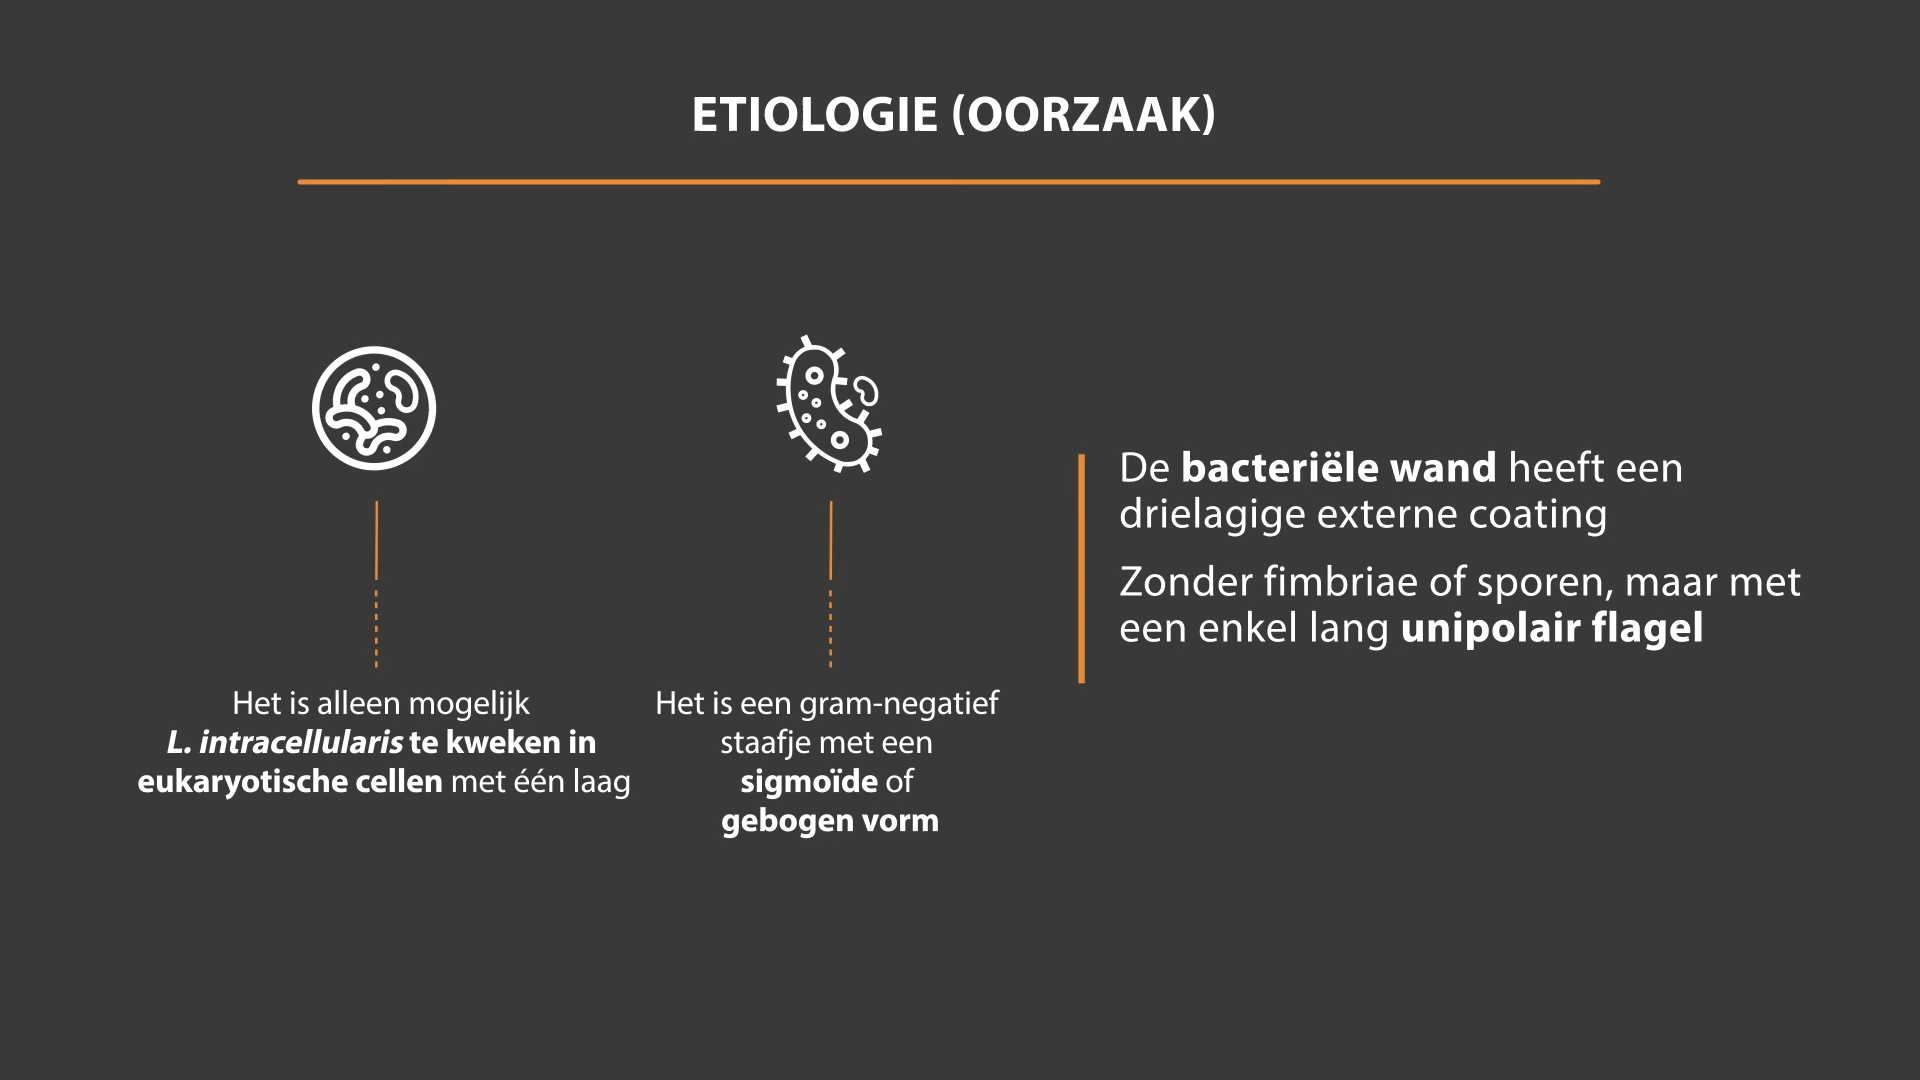 ETIOLOGIE (OORZAAK)
Het is alleen mogelijk
L. intracellularis te kweken in
eukaryotische cellen met één laag
Het is een gram-negatief
staafje met een
sigmoïde of
gebogen vorm
De bacteriële wand heeft een
drielagige externe coating
Zonder fimbriae of sporen, maar met
een enkel lang unipolair flagel